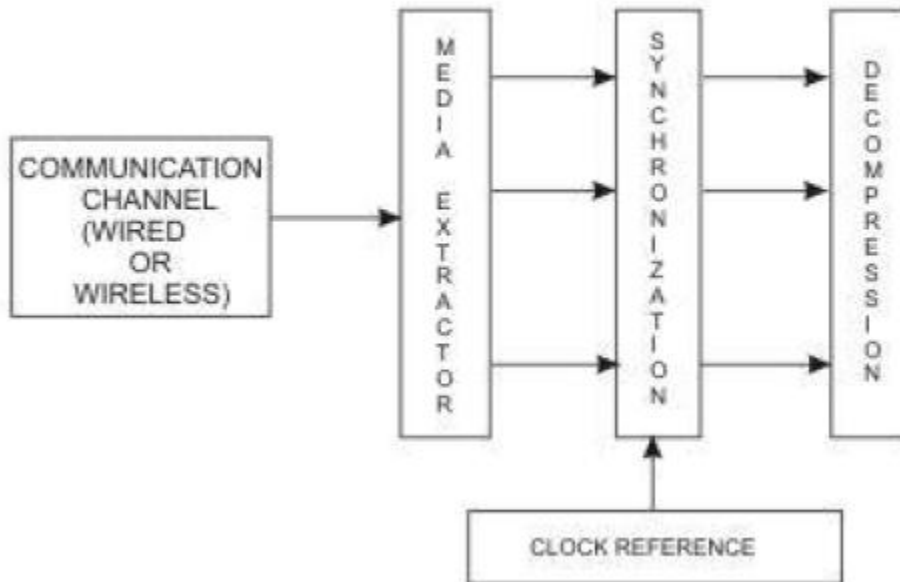 COMMUNICATION
CHANNEL
(WIRED
OR
WIRELESS)
MEDIA EXTRACTOR
SYNCHRONIZATION
DECOMPRESSION
CLOCK REFERENCE